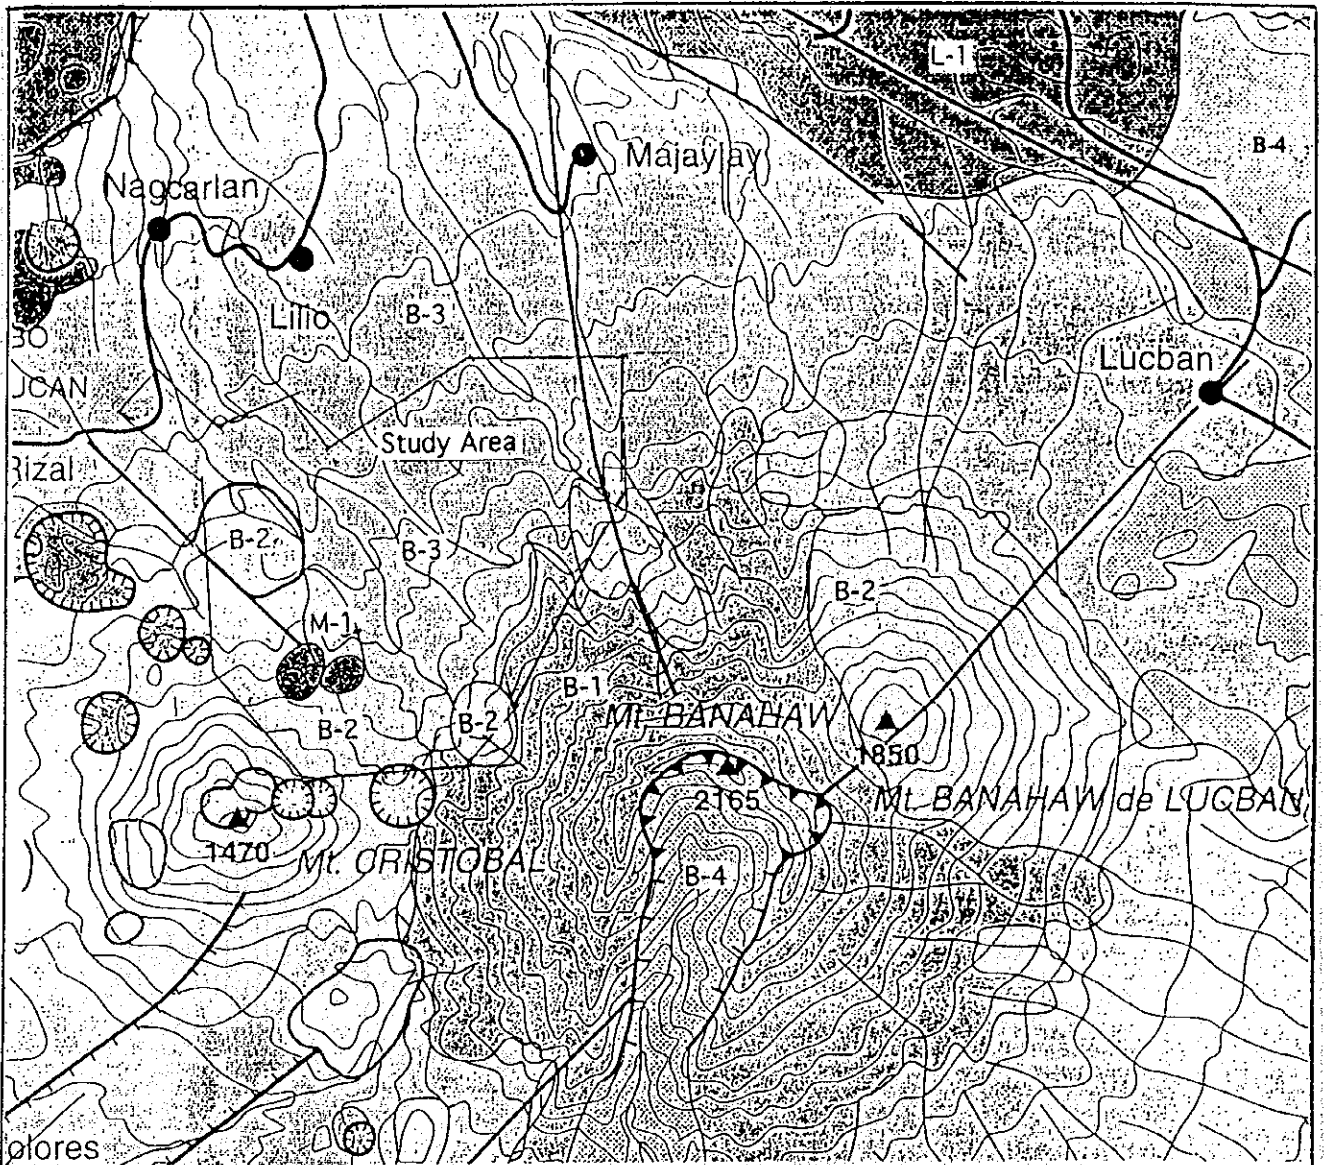 L-1
B-4
Majayjay
Nagcarlan
Lilio
B-3
Lucban
UCAN
Study Area
Rizal
B-2
B-3
B-2
M-1
B-1
B-2
B-2
Mt. BANAHAW
1850
2165
Mt. BANAHAW de LUCBAN
1470
Mt. CRISTOBAL
B-4
olores